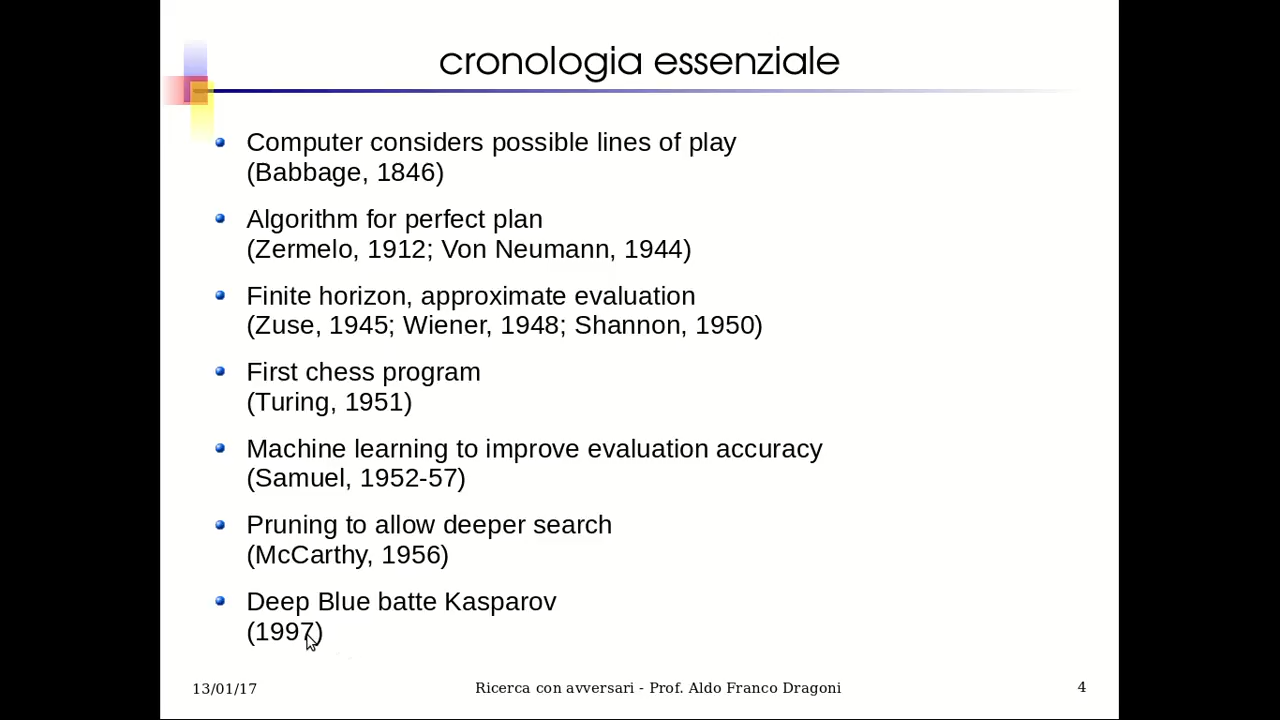 cronologia essenziale
Computer considers possible lines of play
(Babbage, 1846)
Algorithm for perfect plan
(Zermelo, 1912; Von Neumann, 1944)
Finite horizon, approximate evaluation
(Zuse, 1945; Wiener, 1948; Shannon, 1950)
First chess program
(Turing, 1951)
Machine learning to improve evaluation accuracy
(Samuel, 1952-57)
Pruning to allow deeper search
(McCarthy, 1956)
Deep Blue batte Kasparov
(1997)
13/01/17
Ricerca con avversari - Prof. Aldo Franco Dragoni
4